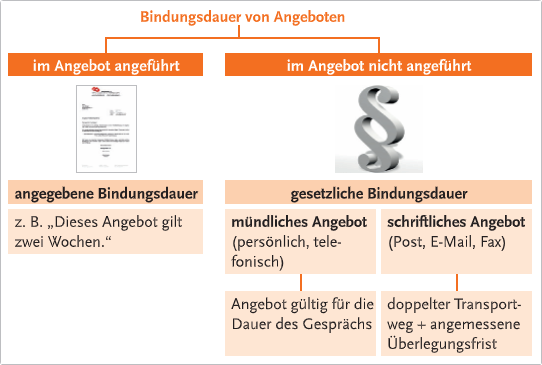 Bindungsdauer von Angeboten
im Angebot angeführt
im Angebot nicht angeführt
angegebene Bindungsdauer
gesetzliche Bindungsdauer
z. B. „Dieses Angebot gilt
zwei Wochen.“
mündliches Angebot
(persönlich, tele-
fonisch)
schriftliches Angebot
(Post, E-Mail, Fax)
Angebot gültig für die
Dauer des Gesprächs
doppelter Transport-
weg + angemessene
Überlegungsfrist